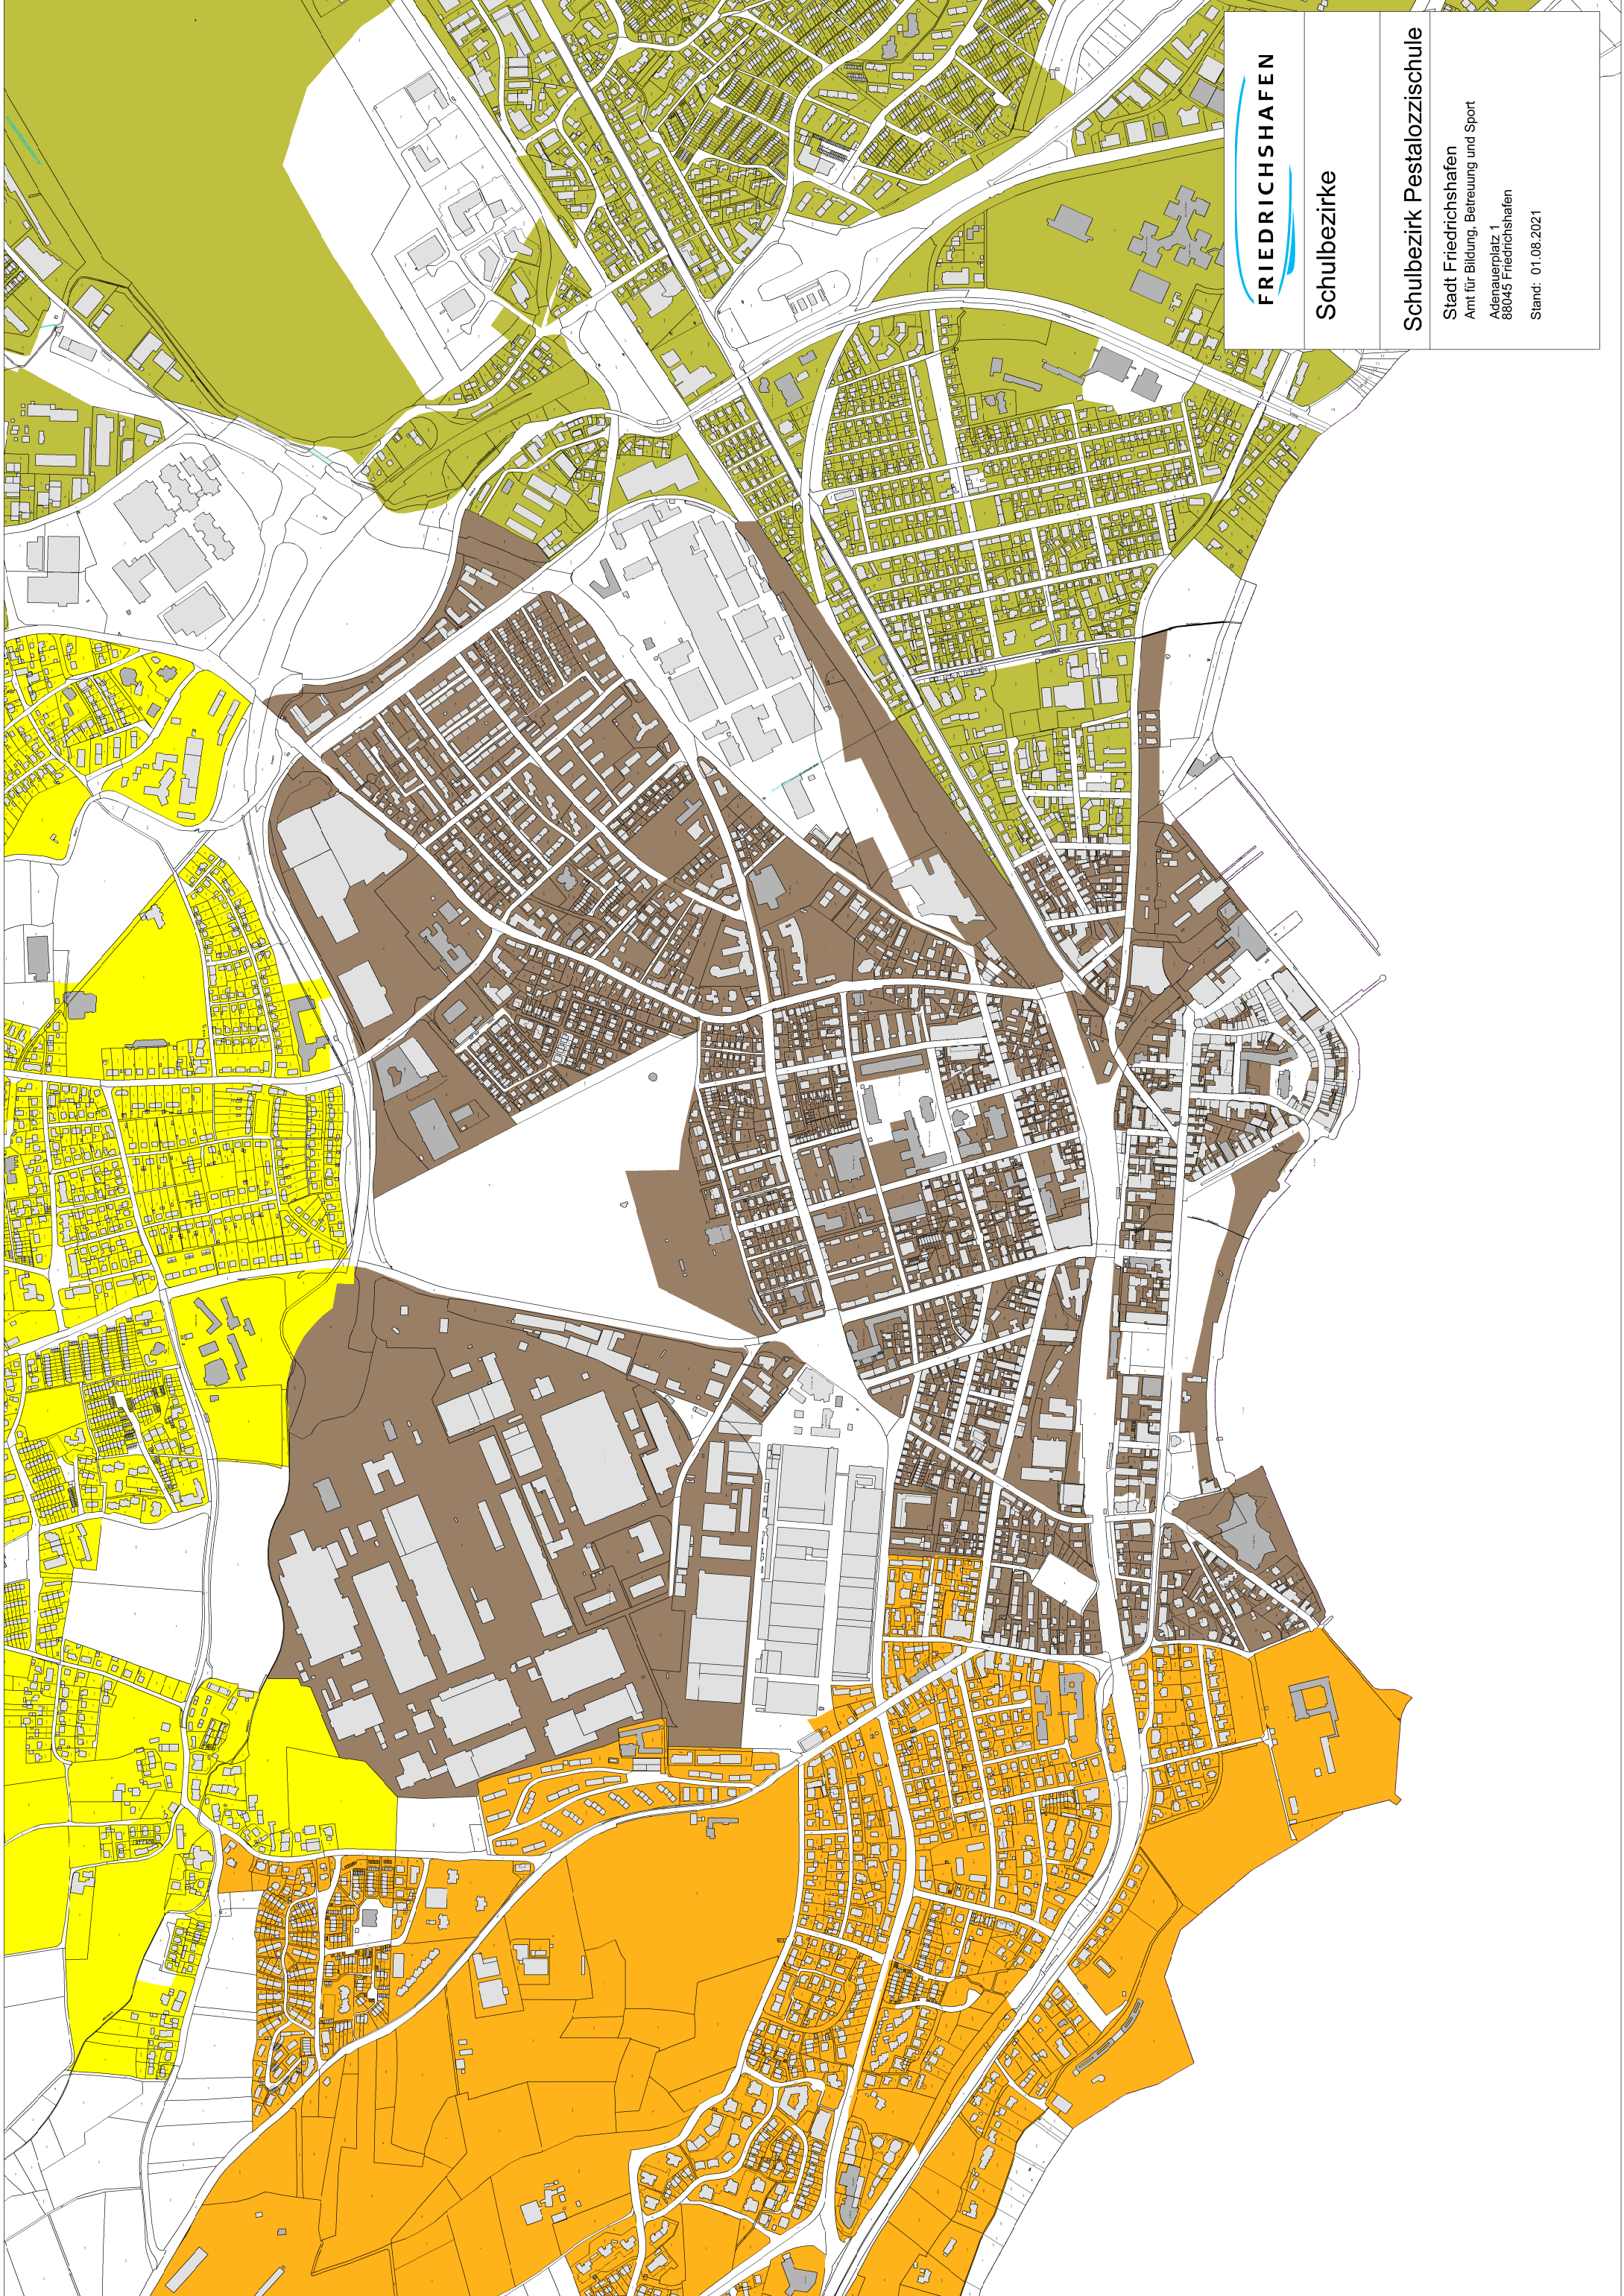 FRIEDRICHSHAFEN
Schulbezirke
Schulbezirk Pestalozzischule
Stadt Friedrichshafen
Amt für Bildung, Betreuung und Sport
Adenauerplatz 1
88045 Friedrichshafen
Stand: 01.08.2021